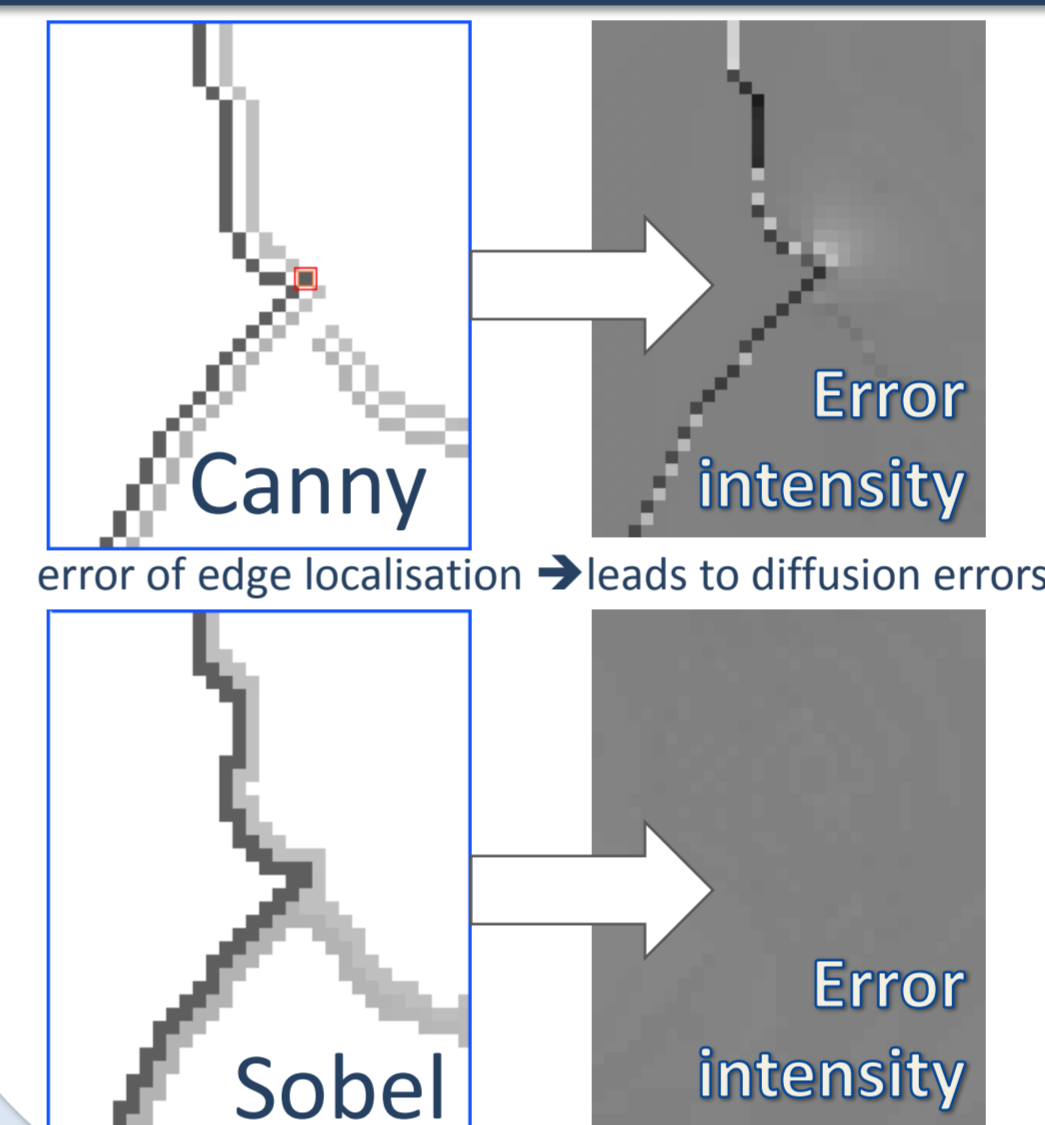 Canny
Error
intensity
error of edge localisation ➔ leads to diffusion errors
Sobel
Error
intensity